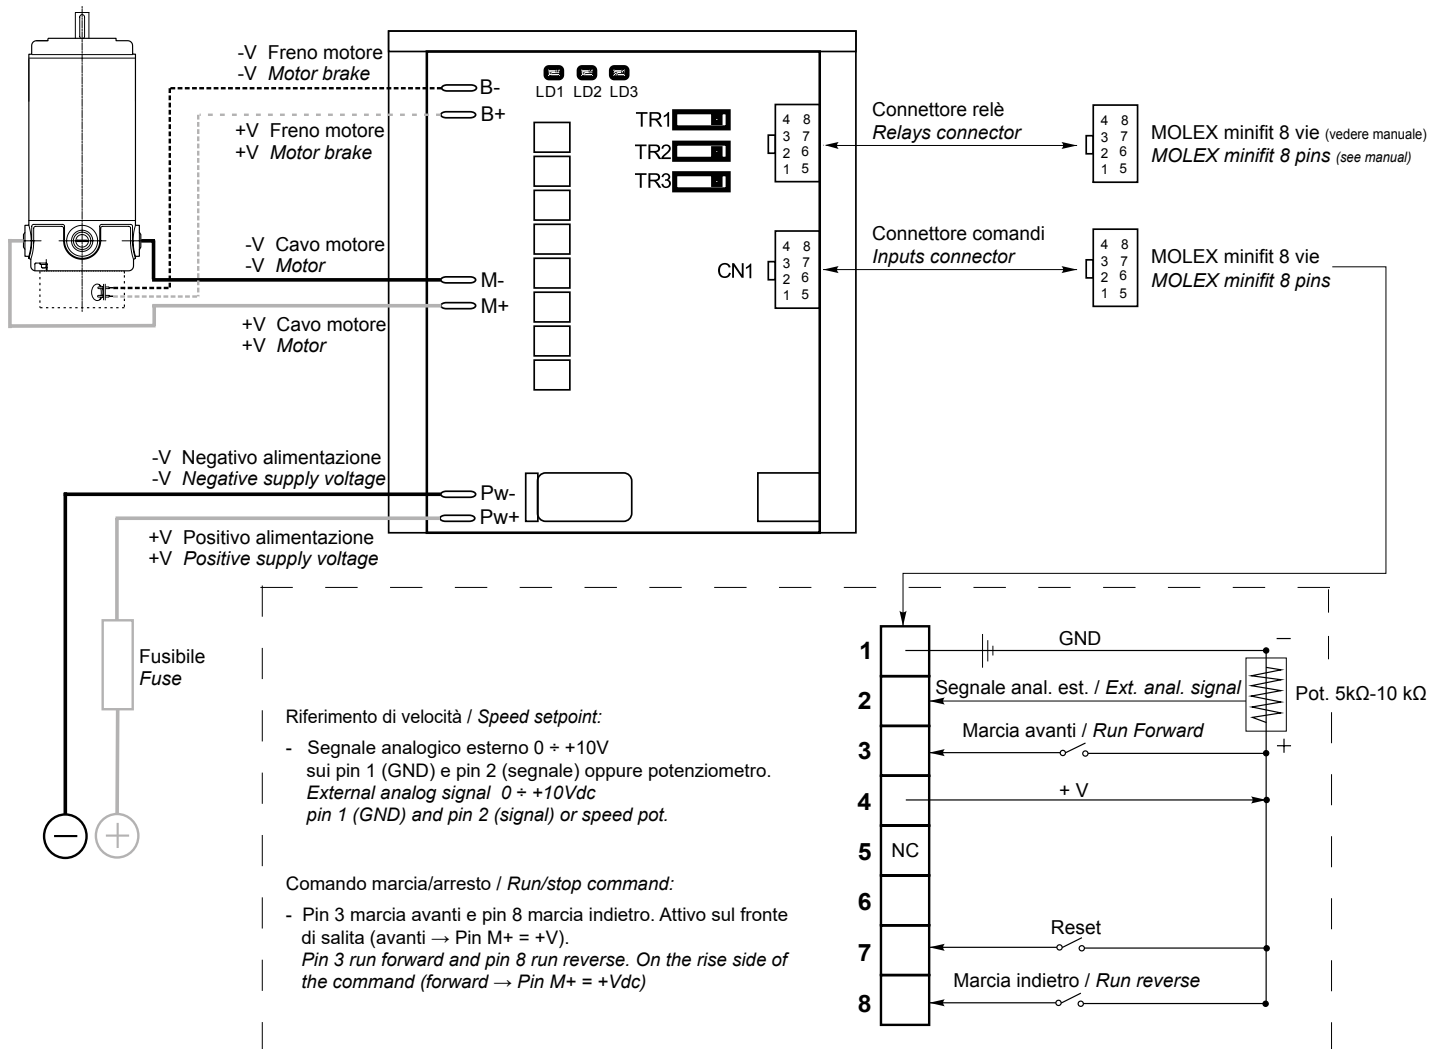 -V Freno motore
-V Motor brake
B-
B+
+V Freno motore
+V Motor brake
LD1 LD2 LD3
TR1
TR2
TR3
4 8
3 7
2 6
1 5
Connettore relè
Relays connector
4 8
3 7
2 6
1 5
MOLEX minifit 8 vie (vedere manuale)
MOLEX minifit 8 pins (see manual)
-V Cavo motore
-V Motor
M-
M+
+V Cavo motore
+V Motor
CN1
4 8
3 7
2 6
1 5
Connettore comandi
Inputs connector
4 8
3 7
2 6
1 5
MOLEX minifit 8 vie
MOLEX minifit 8 pins
-V Negativo alimentazione
-V Negative supply voltage
Pw-
Pw+
+V Positivo alimentazione
+V Positive supply voltage
Fusibile
Fuse
Riferimento di velocità / Speed setpoint:
- Segnale analogico esterno 0 ÷ +10V
sui pin 1 (GND) e pin 2 (segnale) oppure potenziometro.
External analog signal 0 ÷ +10Vdc
pin 1 (GND) and pin 2 (signal) or speed pot.
Comando marcia/arresto / Run/stop command:
- Pin 3 marcia avanti e pin 8 marcia indietro. Attivo sul fronte
di salita (avanti → Pin M+ = +V).
Pin 3 run forward and pin 8 run reverse. On the rise side of
the command (forward → Pin M+ = +Vdc)
1
GND
−
2
Segnale anal. est. / Ext. anal. signal
Pot. 5kΩ-10 kΩ
+
3
Marcia avanti / Run Forward
4
+ V
5
NC
6
7
Reset
8
Marcia indietro / Run reverse